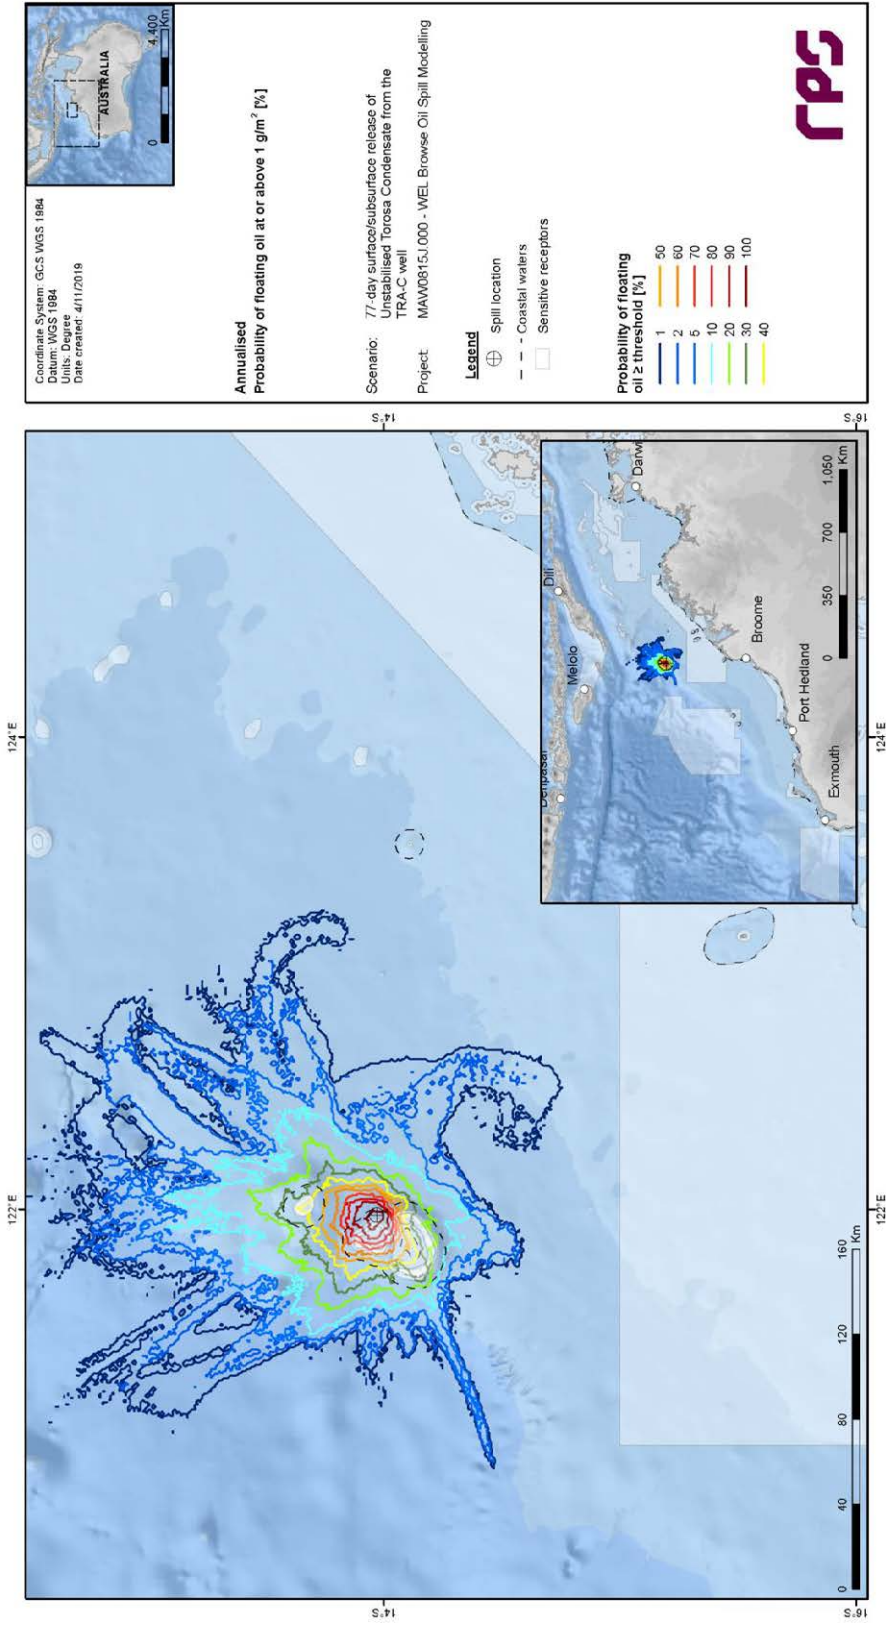 124°E
122°E
14°S
16°S
14°S
16°S
124°E
122°E
0
40
80
120
160
Km
Melolo
Dili
Exmouth
Port Hedland
Broome
0
350
700
1,050
Km
Coordinate System: GCS WGS 1984
Datum: WGS 1984
Units: Degree
Date created: 4/11/2019
AUSTRALIA
0
4,400
Km
Annualised
Probability of floating oil at or above 1 g/m² [%]
Scenario:
77-day surface/subsurface release of
Unstabilised Torosa Condensate from the
TRA-C well
Project:
MAW0815J.000 - WEL Browse Oil Spill Modelling
Legend
Spill location
Coastal waters
Sensitive receptors
Probability of floating
oil ≥ threshold [%]
1
2
5
10
20
30
40
50
60
70
80
90
100
rps